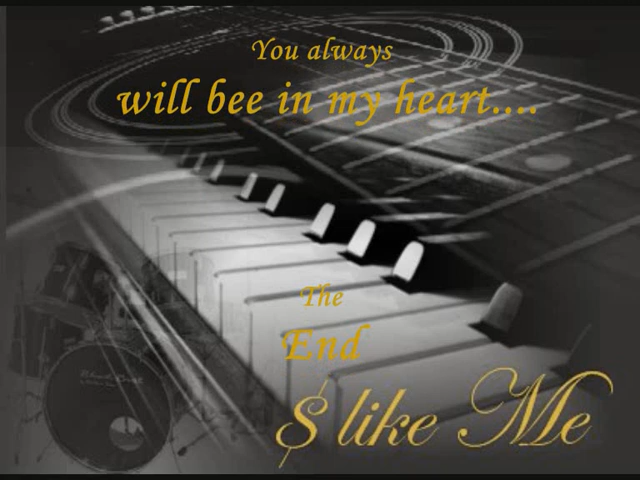 You always
will bee in my heart....
The
End
$ like Me